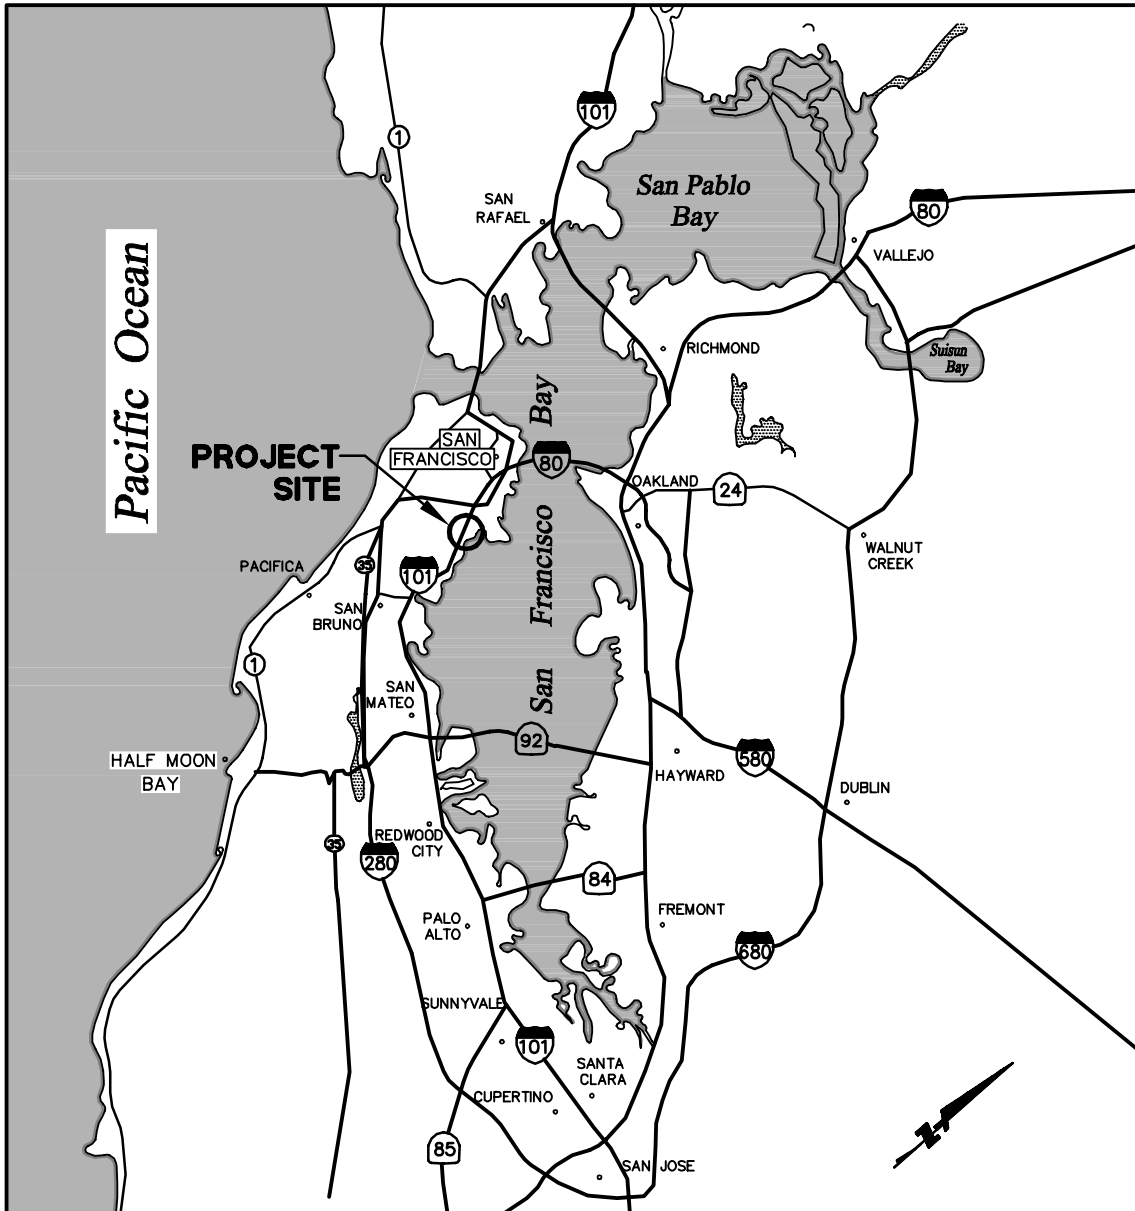 101
1
San Pablo
Bay
SAN
RAFAEL
80
VALLEJO
Pacific Ocean
RICHMOND
Suisun
Bay
SAN
FRANCISCO
PROJECT
SITE
80
San Francisco Bay
OAKLAND
24
WALNUT
CREEK
PACIFICA
35
101
SAN
BRUNO
1
SAN
MATEO
92
HALF MOON
BAY
HAYWARD
580
DUBLIN
35
REDWOOD
CITY
280
84
PALO
ALTO
FREMONT
680
SUNNYVALE
101
SANTA
CLARA
CUPERTINO
85
SAN JOSE
N